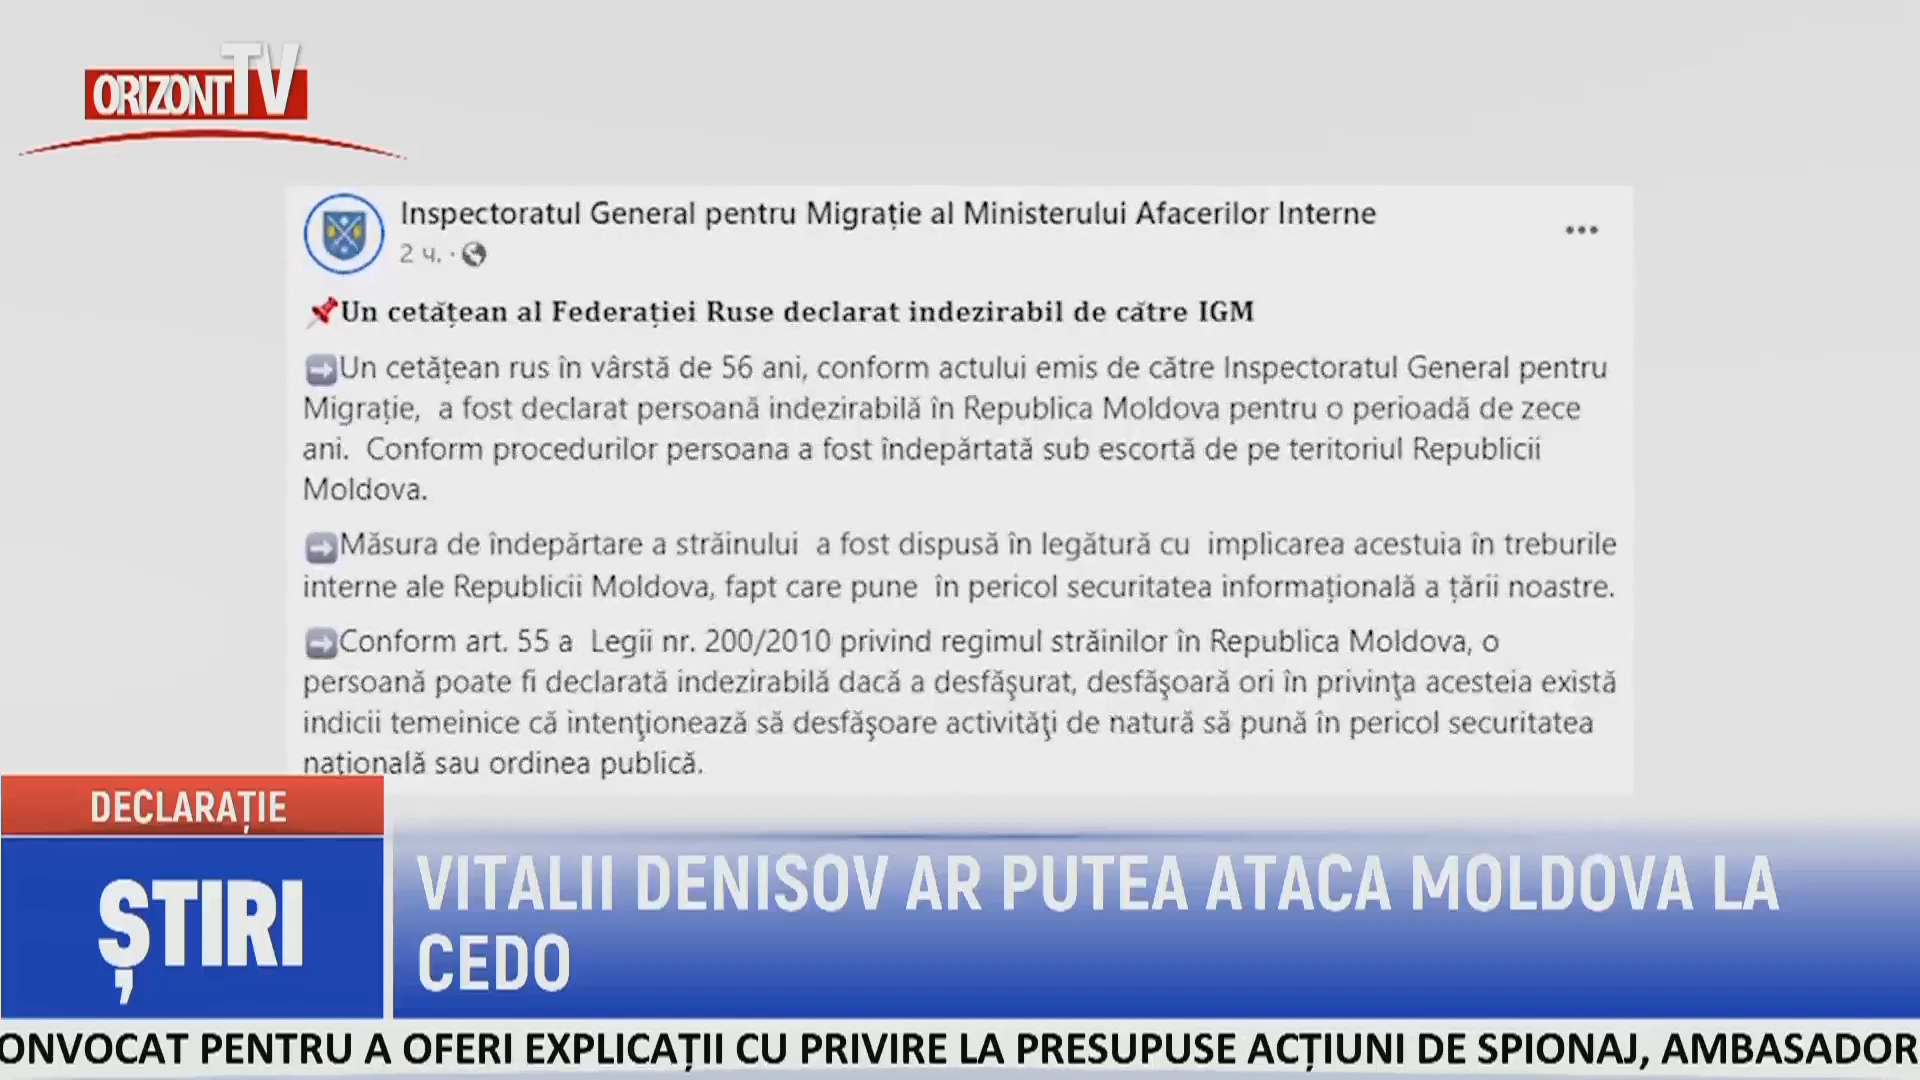 ORIZONT TV
Inspectoratul General pentru Migrație al Ministerului Afacerilor Interne
2 ч. ·
Un cetățean al Federației Ruse declarat indezirabil de către IGM
Un cetățean rus în vârstă de 56 ani, conform actului emis de către Inspectoratul General pentru
Migrație, a fost declarat persoană indezirabilă în Republica Moldova pentru o perioadă de zece
ani. Conform procedurilor persoana a fost îndepărtată sub escortă de pe teritoriul Republicii
Moldova.
Măsura de îndepărtare a străinului a fost dispusă în legătură cu implicarea acestuia în treburile
interne ale Republicii Moldova, fapt care pune în pericol securitatea informațională a țării noastre.
Conform art. 55 a Legii nr. 200/2010 privind regimul străinilor în Republica Moldova, o
persoană poate fi declarată indezirabilă dacă a desfăşurat, desfăşoară ori în privinţa acesteia există
indicii temeinice că intenţionează să desfăşoare activităţi de natură să pună în pericol securitatea
națională sau ordinea publică.
DECLARAȚIE
ȘTIRI
VITALII DENISOV AR PUTEA ATACA MOLDOVA LA
CEDO
ONVOCAT PENTRU A OFERI EXPLICAȚII CU PRIVIRE LA PRESUPUSE ACȚIUNI DE SPIONAJ, AMBASADOR